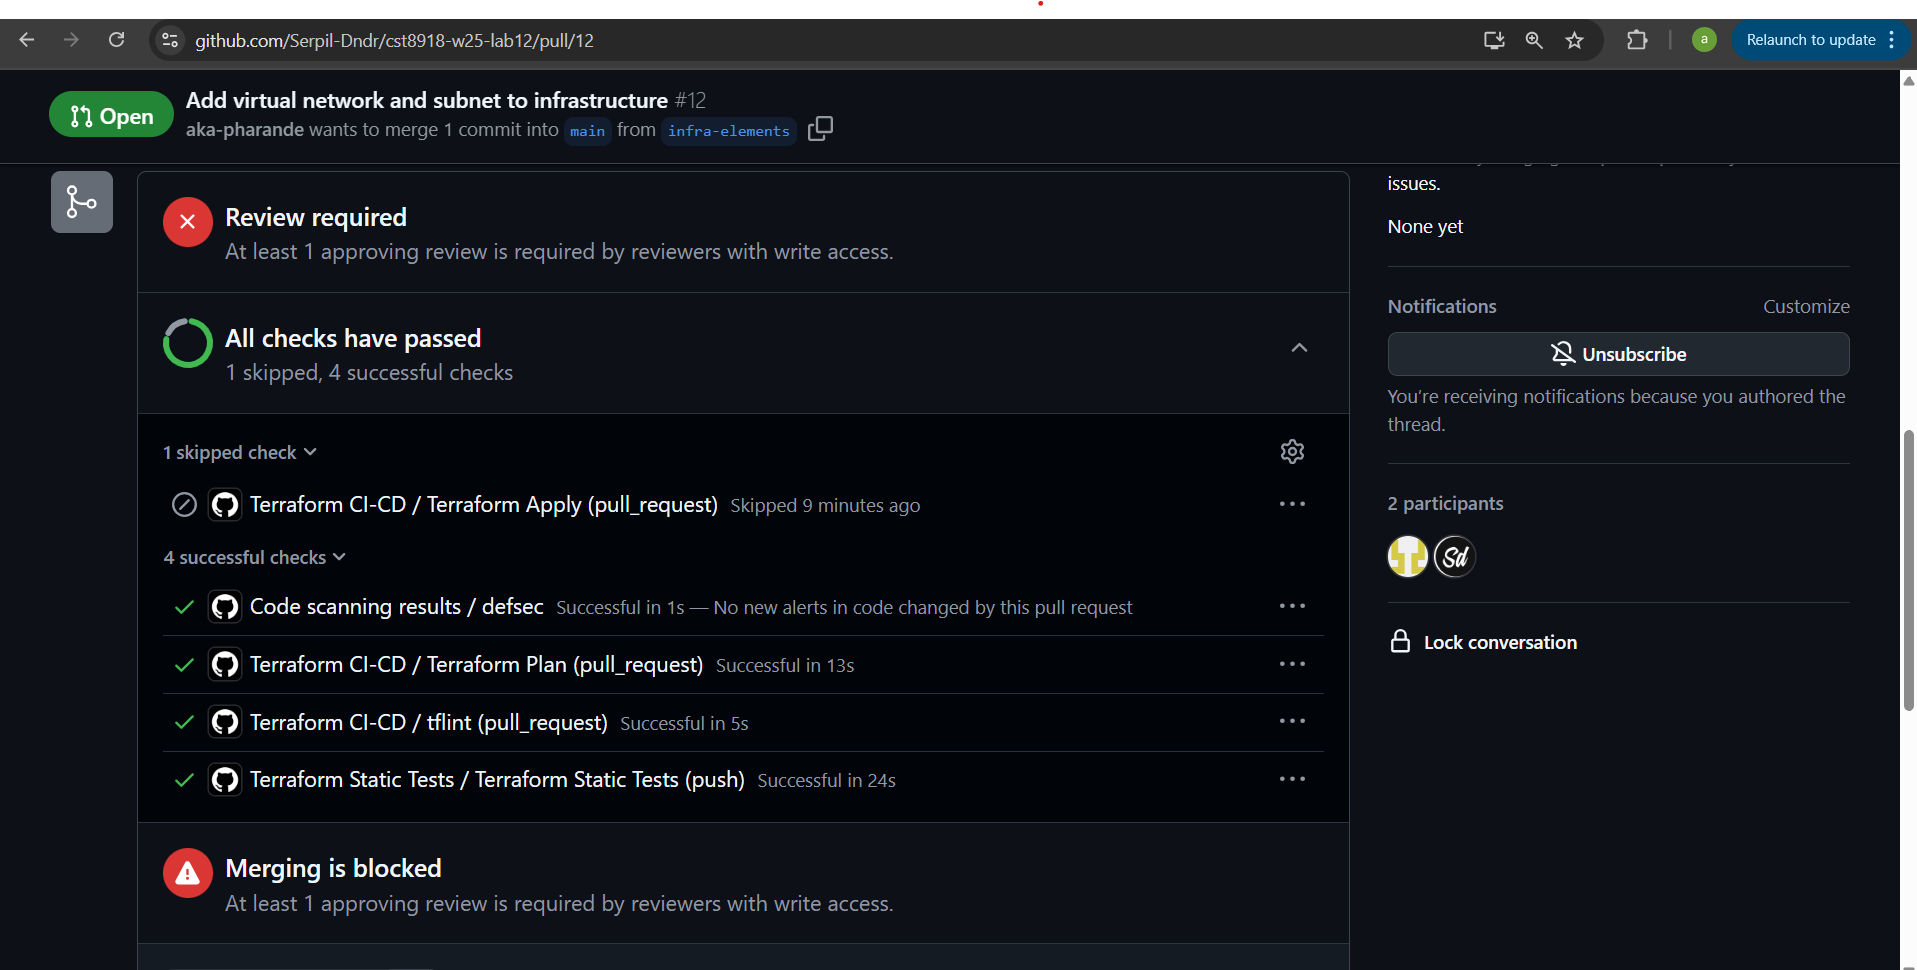 github.com/Serpil-Dndr/cst8918-w25-lab12/pull/12
a
Relaunch to update
Open
Add virtual network and subnet to infrastructure #12
aka-pharande wants to merge 1 commit into main from infra-elements
Review required
At least 1 approving review is required by reviewers with write access.
All checks have passed
1 skipped, 4 successful checks
1 skipped check
Terraform CI-CD / Terraform Apply (pull_request) Skipped 9 minutes ago
4 successful checks
Code scanning results / defsec Successful in 1s — No new alerts in code changed by this pull request
Terraform CI-CD / Terraform Plan (pull_request) Successful in 13s
Terraform CI-CD / tflint (pull_request) Successful in 5s
Terraform Static Tests / Terraform Static Tests (push) Successful in 24s
Merging is blocked
At least 1 approving review is required by reviewers with write access.
issues.
None yet
Notifications
Customize
Unsubscribe
You're receiving notifications because you authored the
thread.
2 participants
Sd
Lock conversation